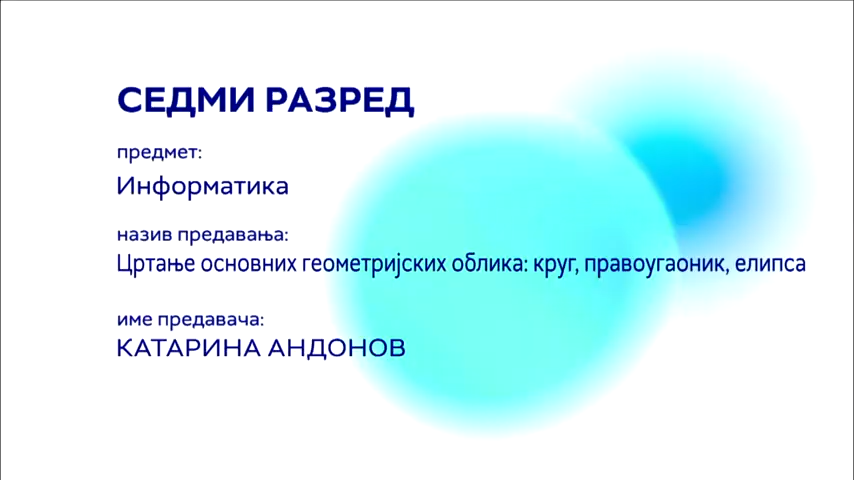 СЕДМИ РАЗРЕД
предмет:
Информатика
назив предавања:
Цртање основних геометријских облика: круг, правоугаоник, елипса
име предавача:
КАТАРИНА АНДОНОВ